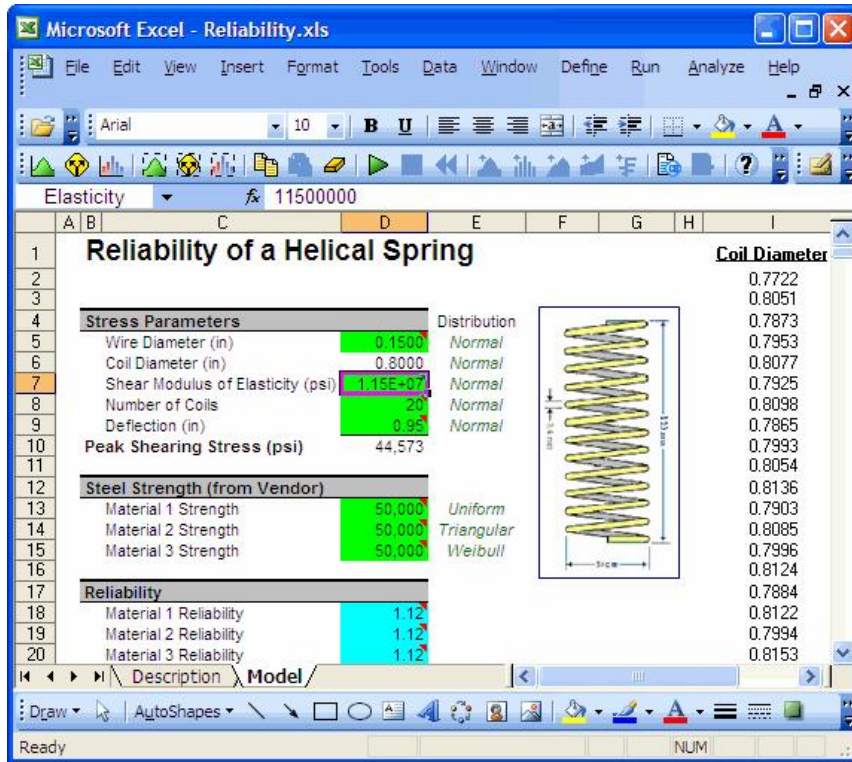 Microsoft Excel - Reliability.xls
File Edit View Insert Format Tools Data Window Define Run Analyze Help
Arial 10 B U A
Elasticity fx 11500000
A B C D E F G H I
1 Reliability of a Helical Spring Coil Diameter
2 0.7722
3 0.8051
4 Stress Parameters Distribution 0.7873
5 Wire Diameter (in) 0.1500 Normal 0.7953
6 Coil Diameter (in) 0.8000 Normal 0.8077
7 Shear Modulus of Elasticity (psi) 1.15E+07 Normal 0.7925
8 Number of Coils 20 Normal 0.8098
9 Deflection (in) 0.95 Normal 0.7865
10 Peak Shearing Stress (psi) 44,573 0.7993
11 0.8054
12 Steel Strength (from Vendor) 0.8136
13 Material 1 Strength 50,000 Uniform 0.7903
14 Material 2 Strength 50,000 Triangular 0.8085
15 Material 3 Strength 50,000 Weibull 0.7996
16 0.8124
17 Reliability 0.7884
18 Material 1 Reliability 1.12 0.8122
19 Material 2 Reliability 1.12 0.7994
20 Material 3 Reliability 1.12 0.8153
Description Model
Draw AutoShapes A A
Ready NUM